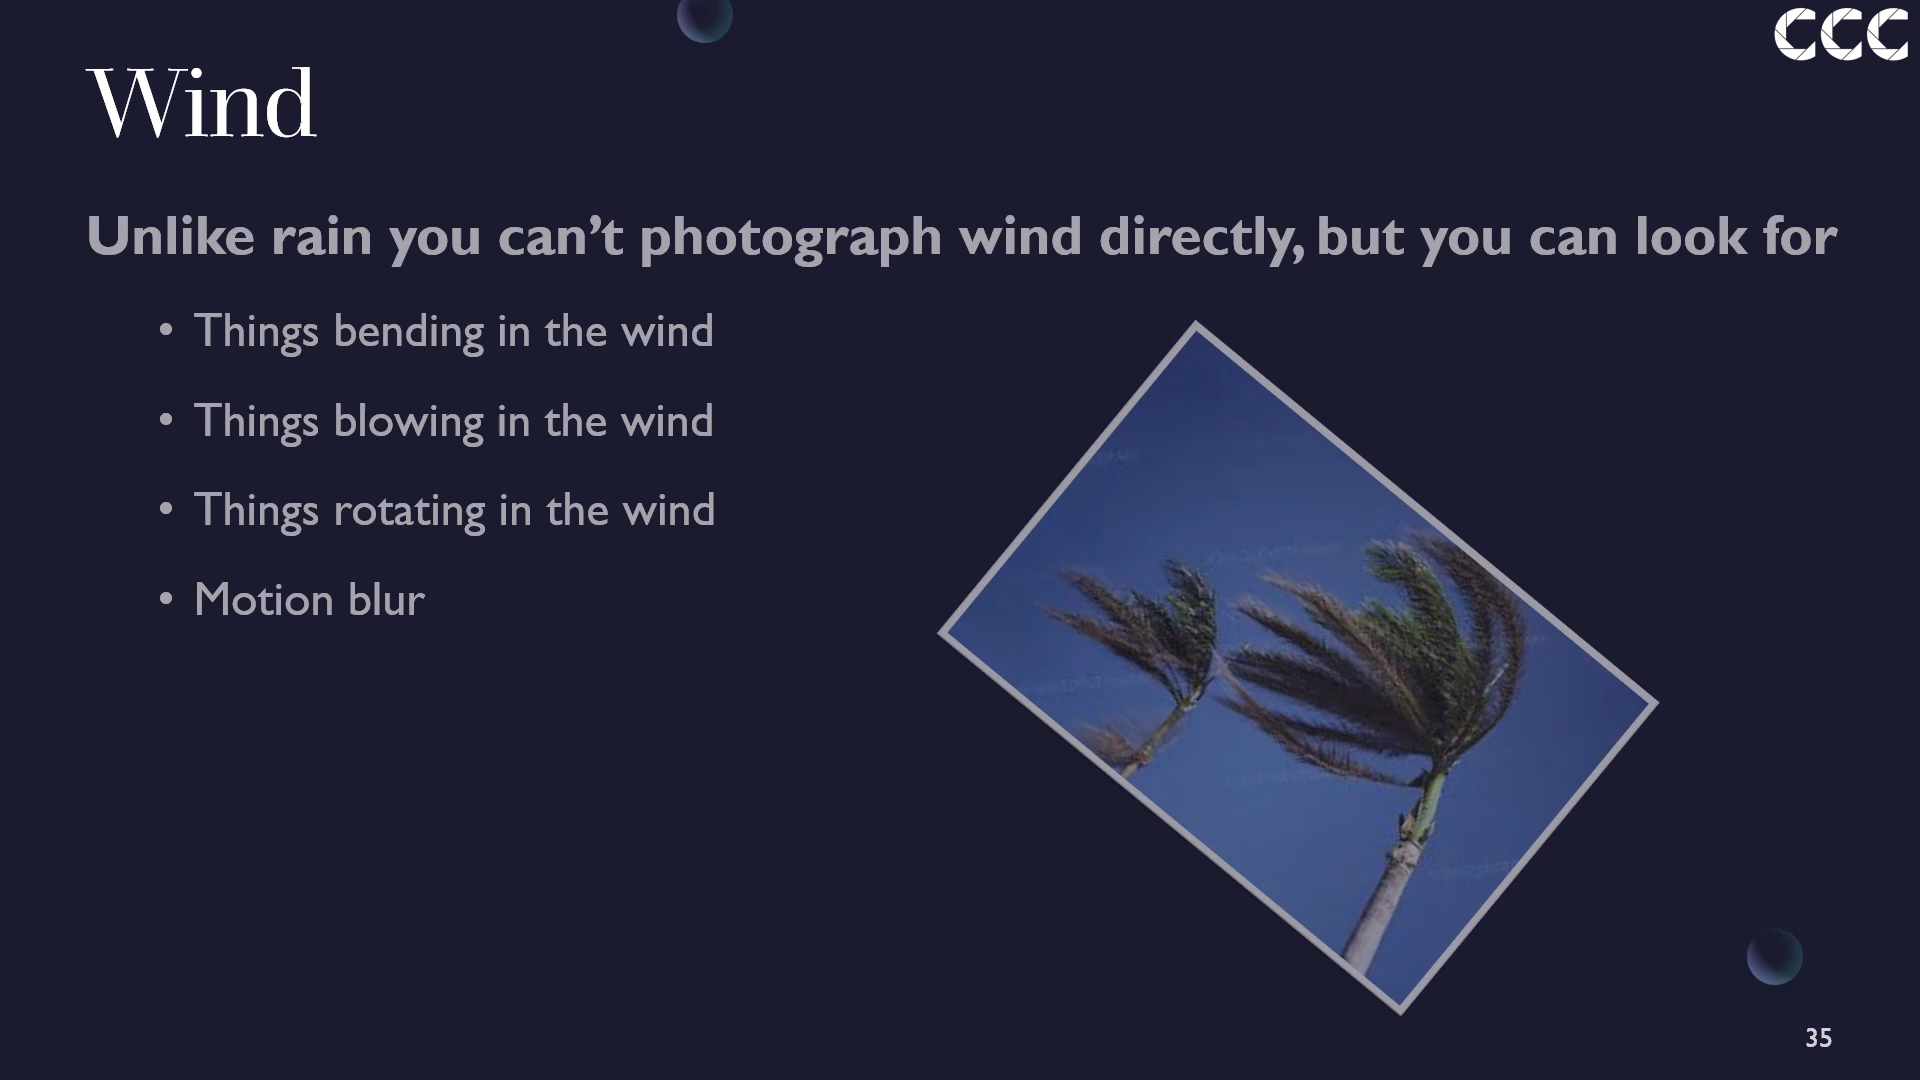 CCC
Wind
Unlike rain you can’t photograph wind directly, but you can look for
• Things bending in the wind
• Things blowing in the wind
• Things rotating in the wind
• Motion blur
35